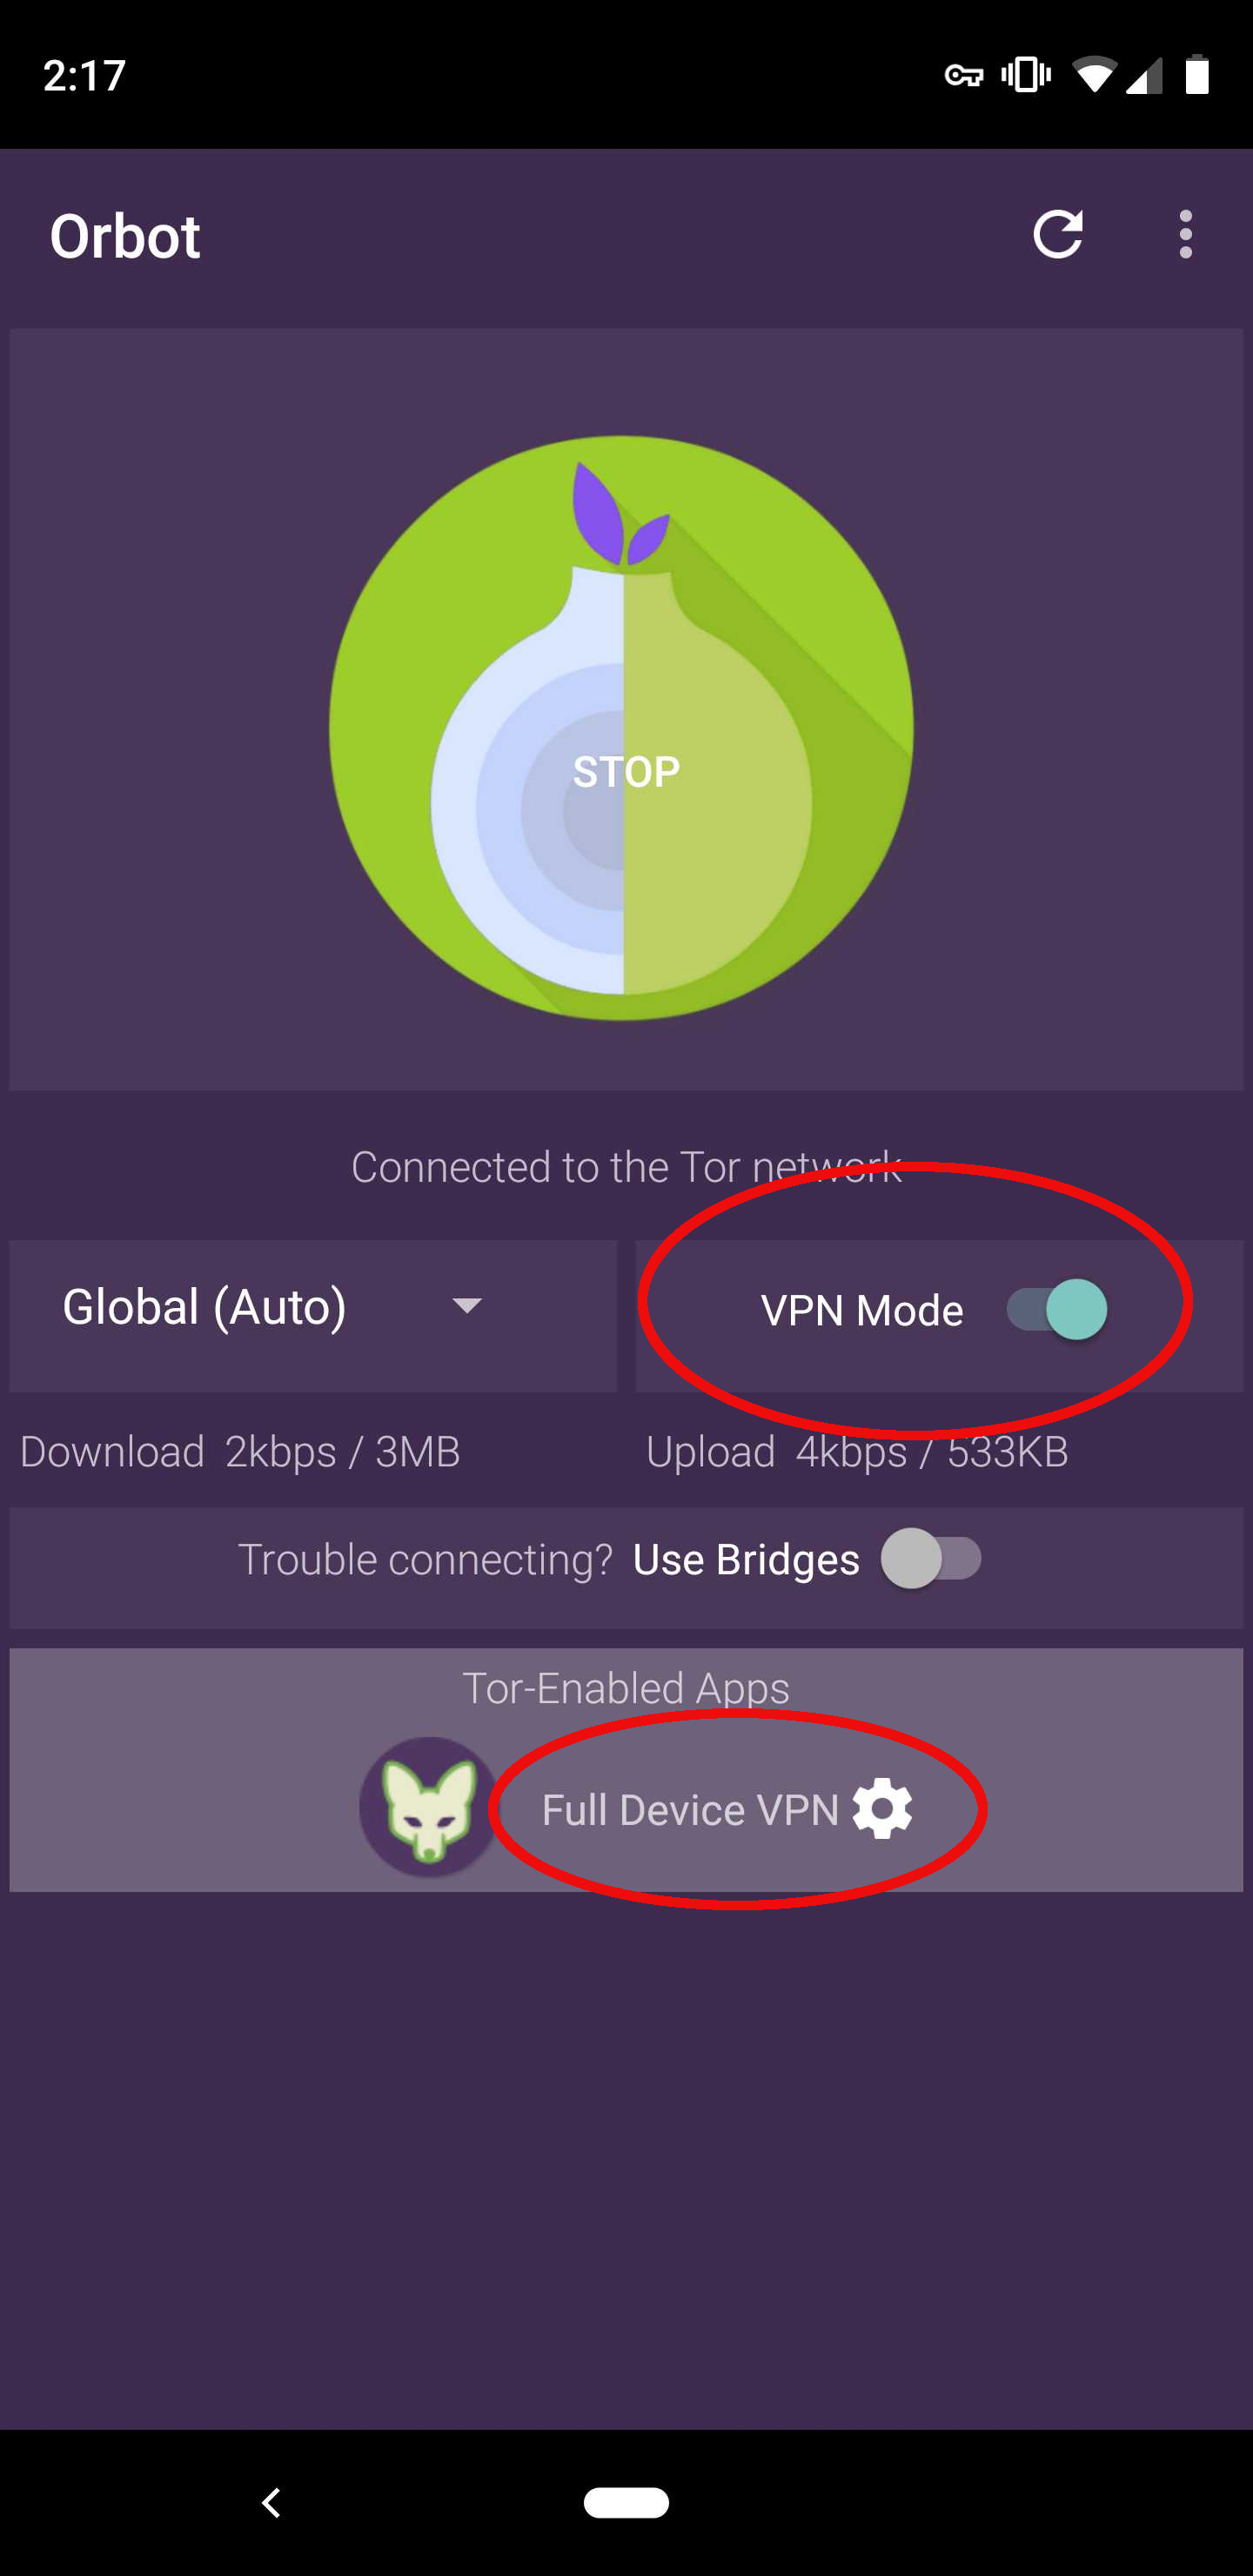 2:17
Orbot
STOP
Connected to the Tor network
Global (Auto)
VPN Mode
Download 2kbps / 3MB
Upload 4kbps / 533KB
Trouble connecting? Use Bridges
Tor-Enabled Apps
Full Device VPN